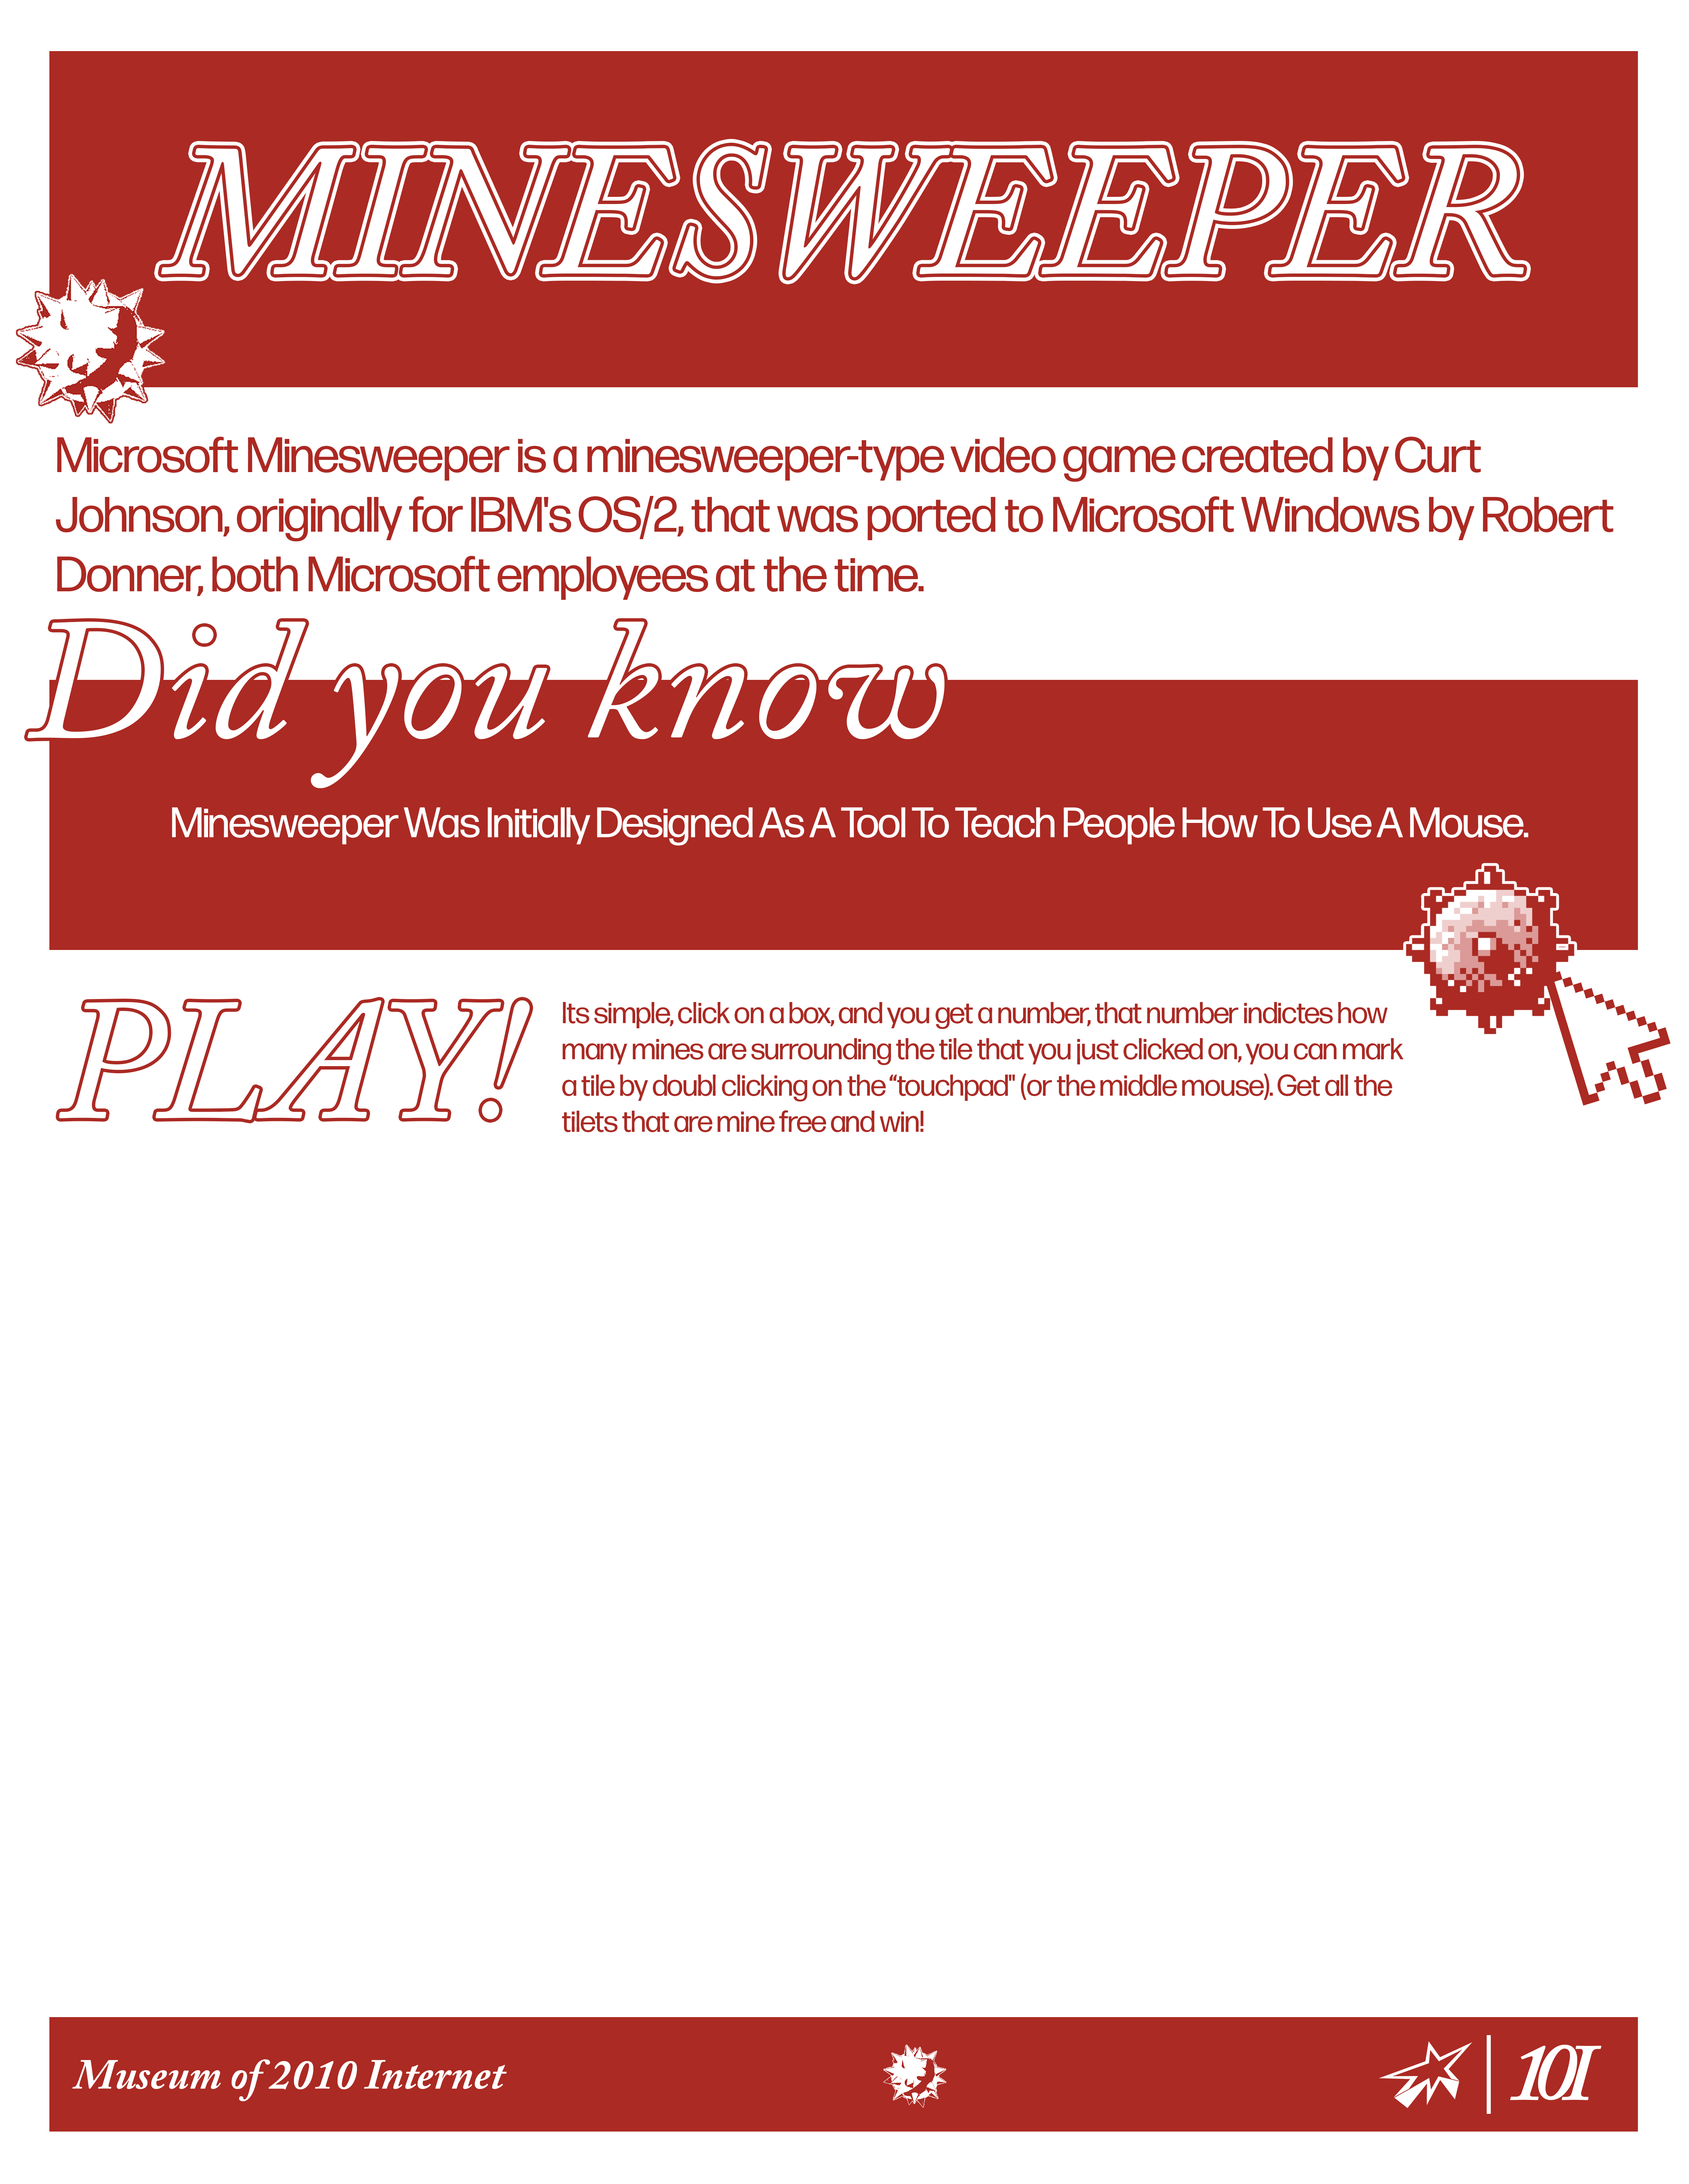 MINESWEEPER
Microsoft Minesweeper is a minesweeper-type video game created by Curt
Johnson, originally for IBM's OS/2, that was ported to Microsoft Windows by Robert
Donner, both Microsoft employees at the time.
Did you know
Minesweeper Was Initially Designed As A Tool To Teach People How To Use A Mouse.
PLAY!
Its simple, click on a box, and you get a number, that number indictes how
many mines are surrounding the tile that you just clicked on, you can mark
a tile by doubl clicking on the “touchpad" (or the middle mouse). Get all the
tilets that are mine free and win!
Museum of 2010 Internet
10I